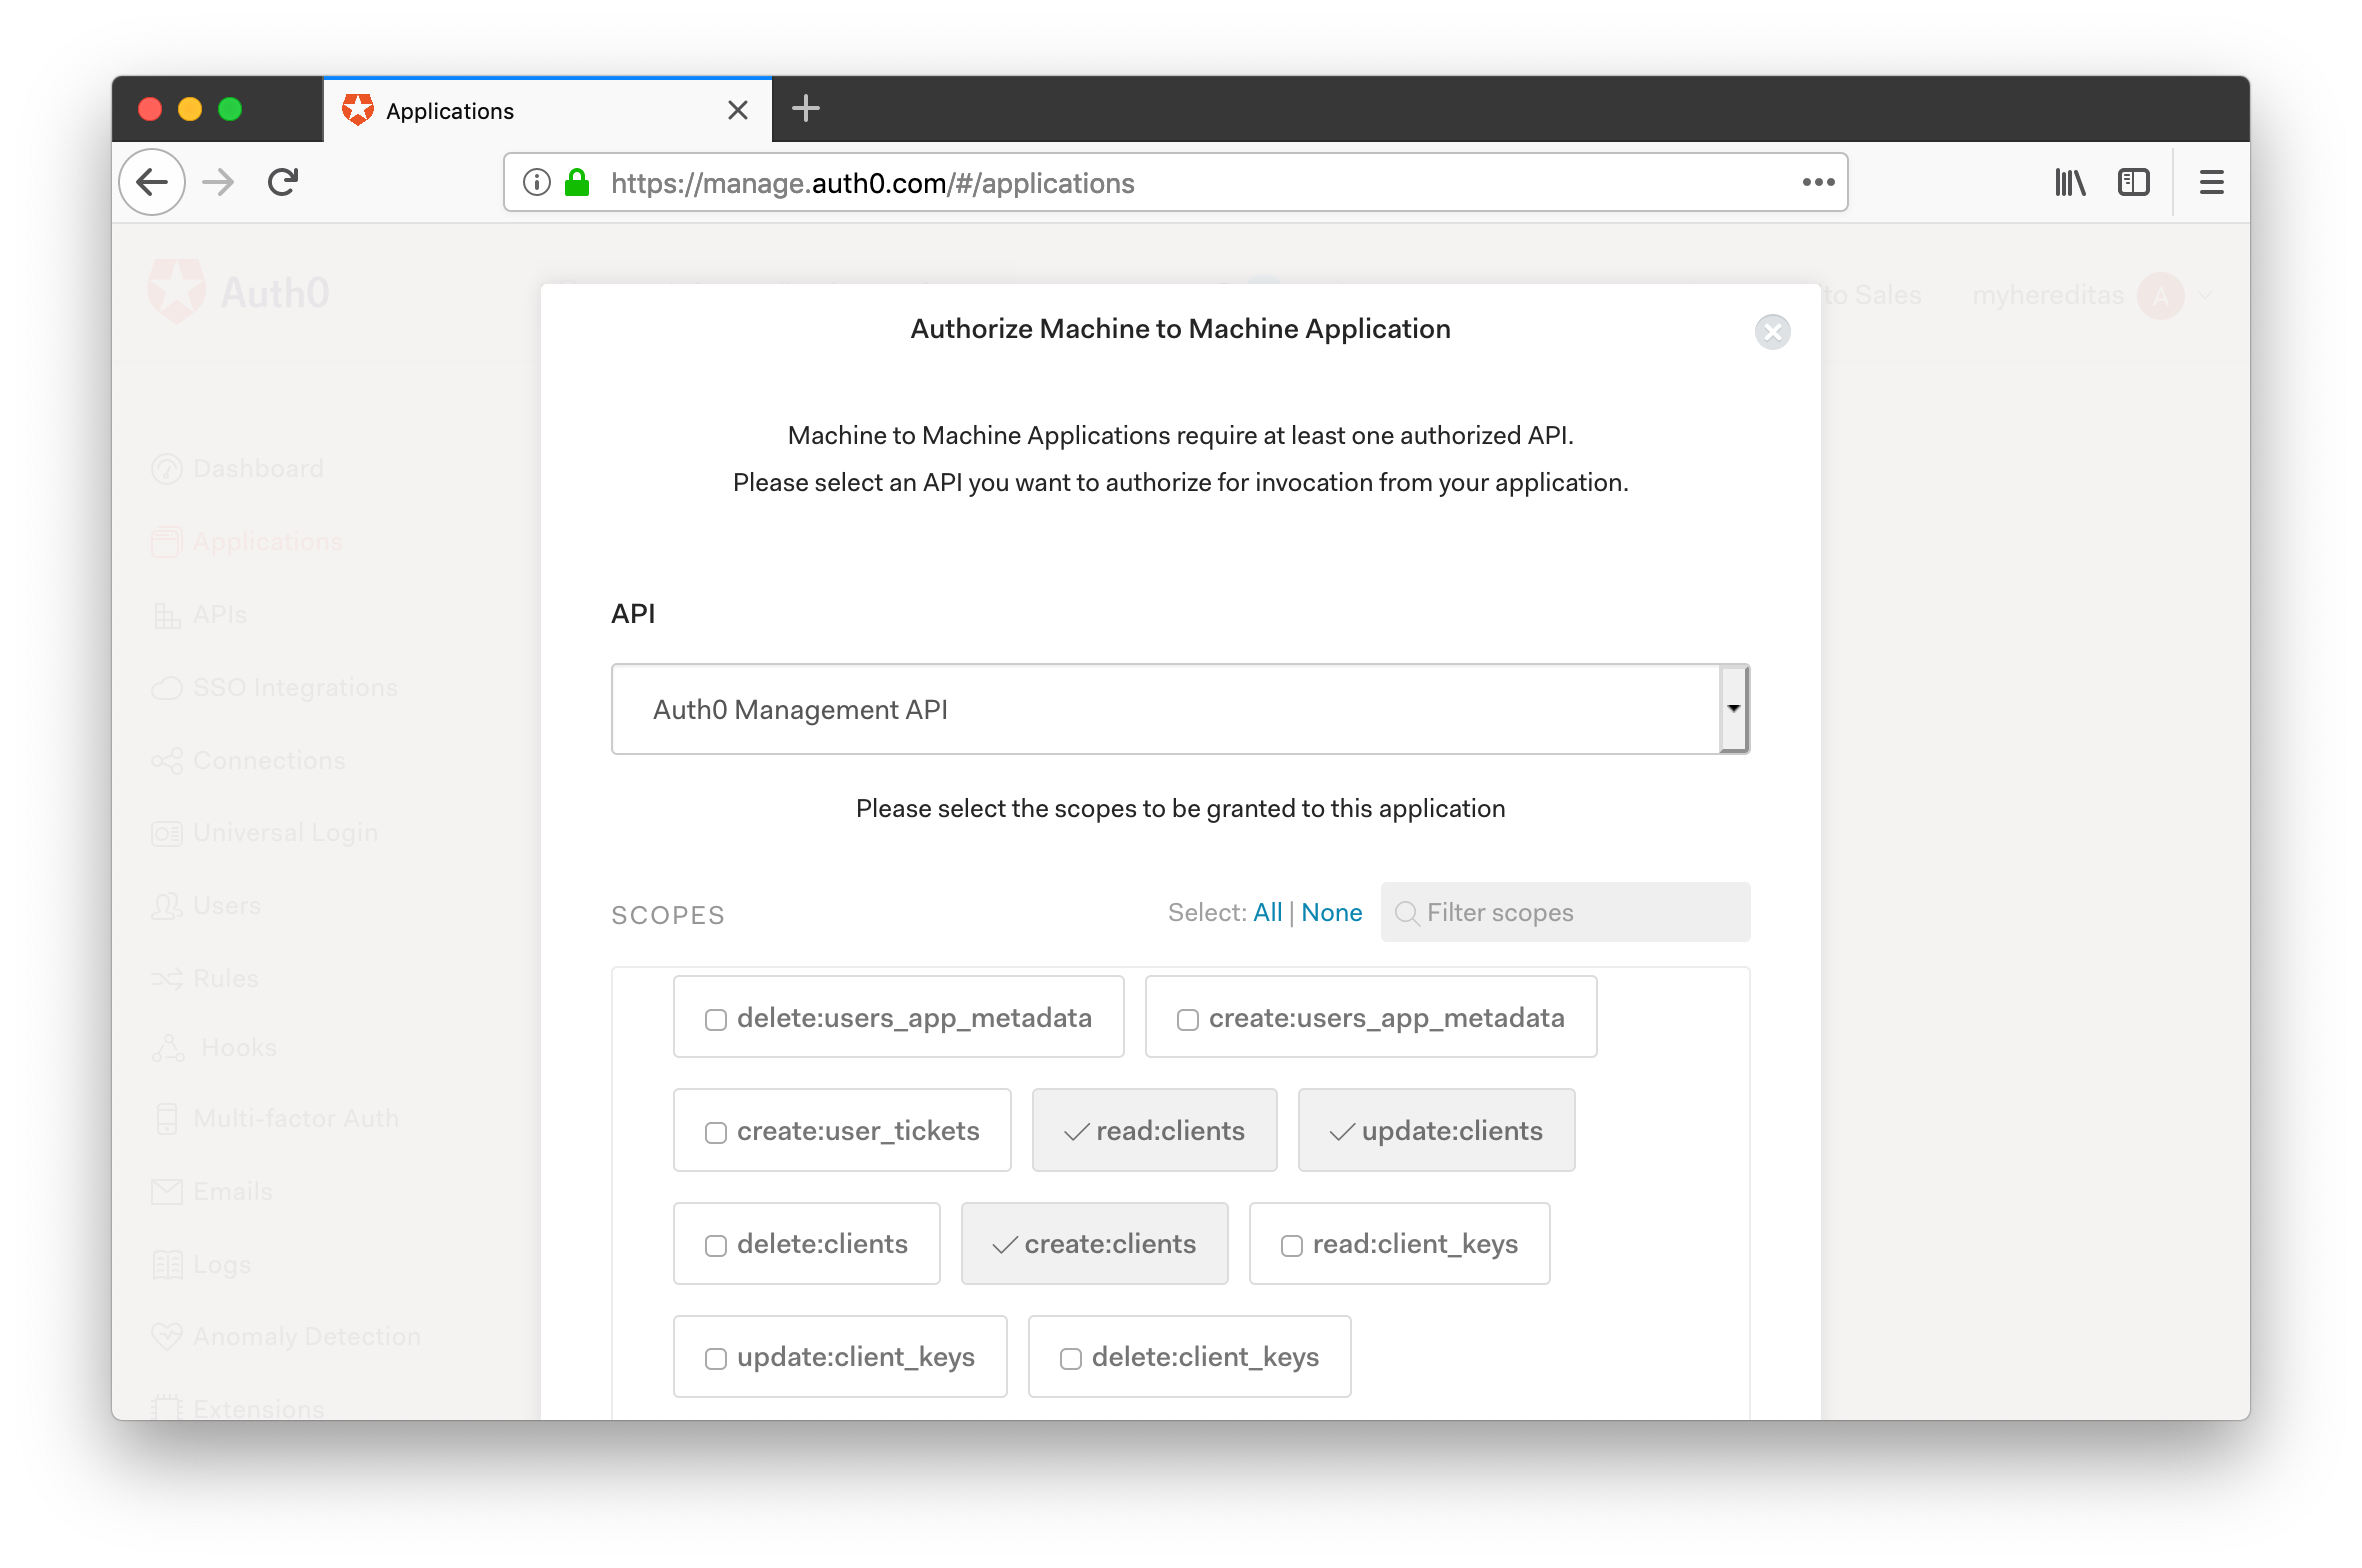 Applications
https://manage.auth0.com/#/applications
Auth0
to Sales
myhereditas
A
Dashboard
Applications
APIs
SSO Integrations
Connections
Universal Login
Users
Rules
Hooks
Multi-factor Auth
Emails
Logs
Anomaly Detection
Extensions
Authorize Machine to Machine Application
Machine to Machine Applications require at least one authorized API.
Please select an API you want to authorize for invocation from your application.
API
Auth0 Management API
Please select the scopes to be granted to this application
SCOPES
Select: All | None
Filter scopes
delete:users_app_metadata
create:users_app_metadata
create:user_tickets
read:clients
update:clients
delete:clients
create:clients
read:client_keys
update:client_keys
delete:client_keys